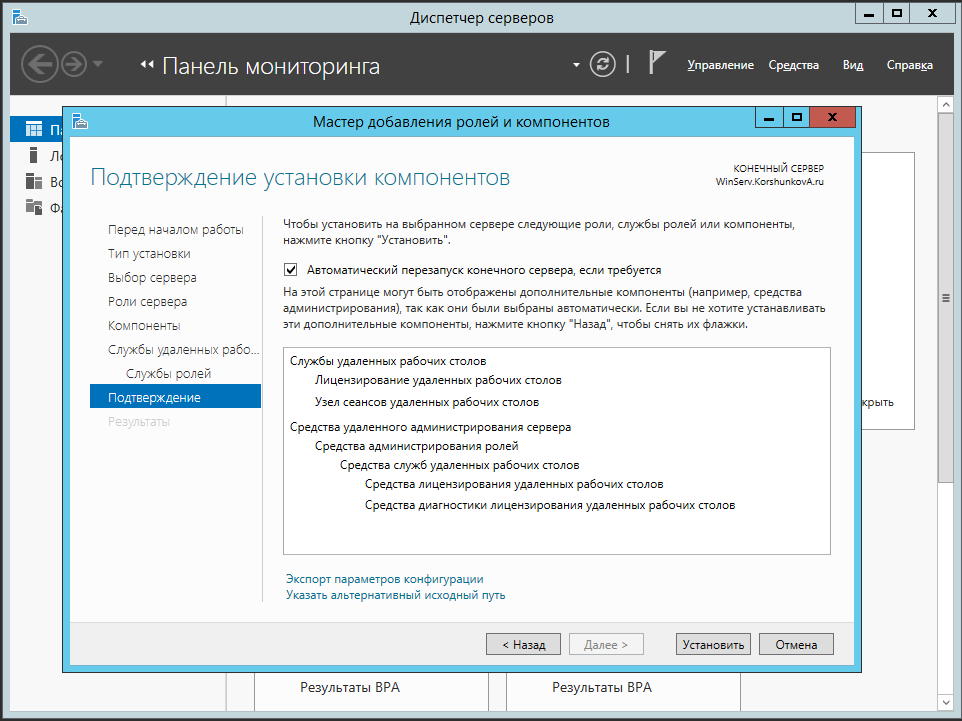 Диспетчер серверов
Панель мониторинга
Управление Средства Вид Справка
Мастер добавления ролей и компонентов
Подтверждение установки компонентов
КОНЕЧНЫЙ СЕРВЕР
WinServ.KorshunkovA.ru
Перед началом работы
Тип установки
Выбор сервера
Роли сервера
Компоненты
Службы удаленных рабо...
Службы ролей
Подтверждение
Результаты
Чтобы установить на выбранном сервере следующие роли, службы ролей или компоненты,
нажмите кнопку "Установить".
Автоматический перезапуск конечного сервера, если требуется
На этой странице могут быть отображены дополнительные компоненты (например, средства
администрирования), так как они были выбраны автоматически. Если вы не хотите устанавливать
эти дополнительные компоненты, нажмите кнопку "Назад", чтобы снять их флажки.
Службы удаленных рабочих столов
Лицензирование удаленных рабочих столов
Узел сеансов удаленных рабочих столов
Средства удаленного администрирования сервера
Средства администрирования ролей
Средства служб удаленных рабочих столов
Средства лицензирования удаленных рабочих столов
Средства диагностики лицензирования удаленных рабочих столов
Экспорт параметров конфигурации
Указать альтернативный исходный путь
< Назад Далее > Установить Отмена
Результаты BPA Результаты BPA